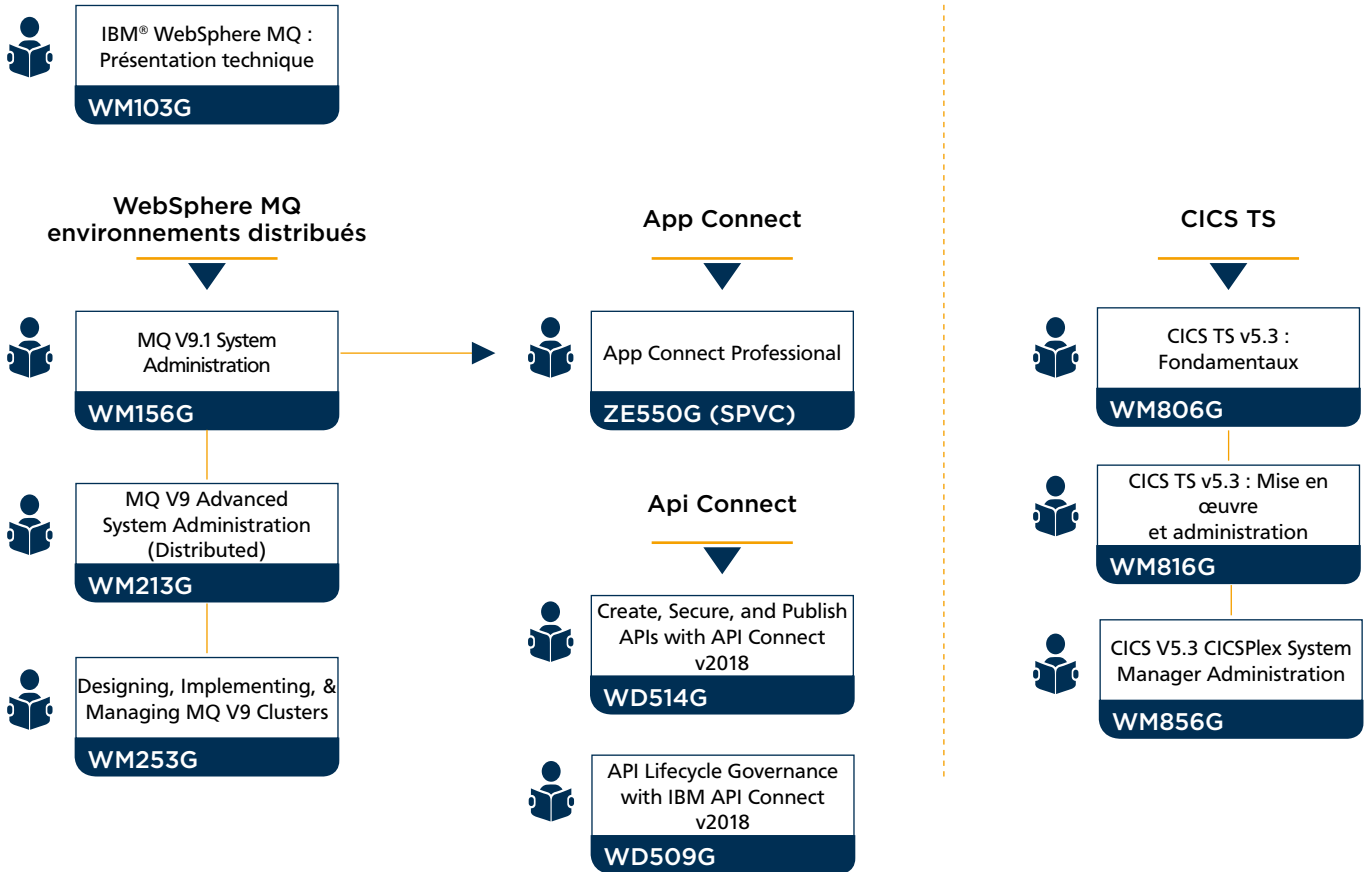 IBM® WebSphere MQ :
Présentation technique
WM103G
WebSphere MQ
environnements distribués
MQ V9.1 System
Administration
WM156G
MQ V9 Advanced
System Administration
(Distributed)
WM213G
Designing, Implementing, &
Managing MQ V9 Clusters
WM253G
App Connect
App Connect Professional
ZE550G (SPVC)
Api Connect
Create, Secure, and Publish
APIs with API Connect
v2018
WD514G
API Lifecycle Governance
with IBM API Connect
v2018
WD509G
CICS TS
CICS TS v5.3 :
Fondamentaux
WM806G
CICS TS v5.3 : Mise en
œuvre
et administration
WM816G
CICS V5.3 CICSPlex System
Manager Administration
WM856G